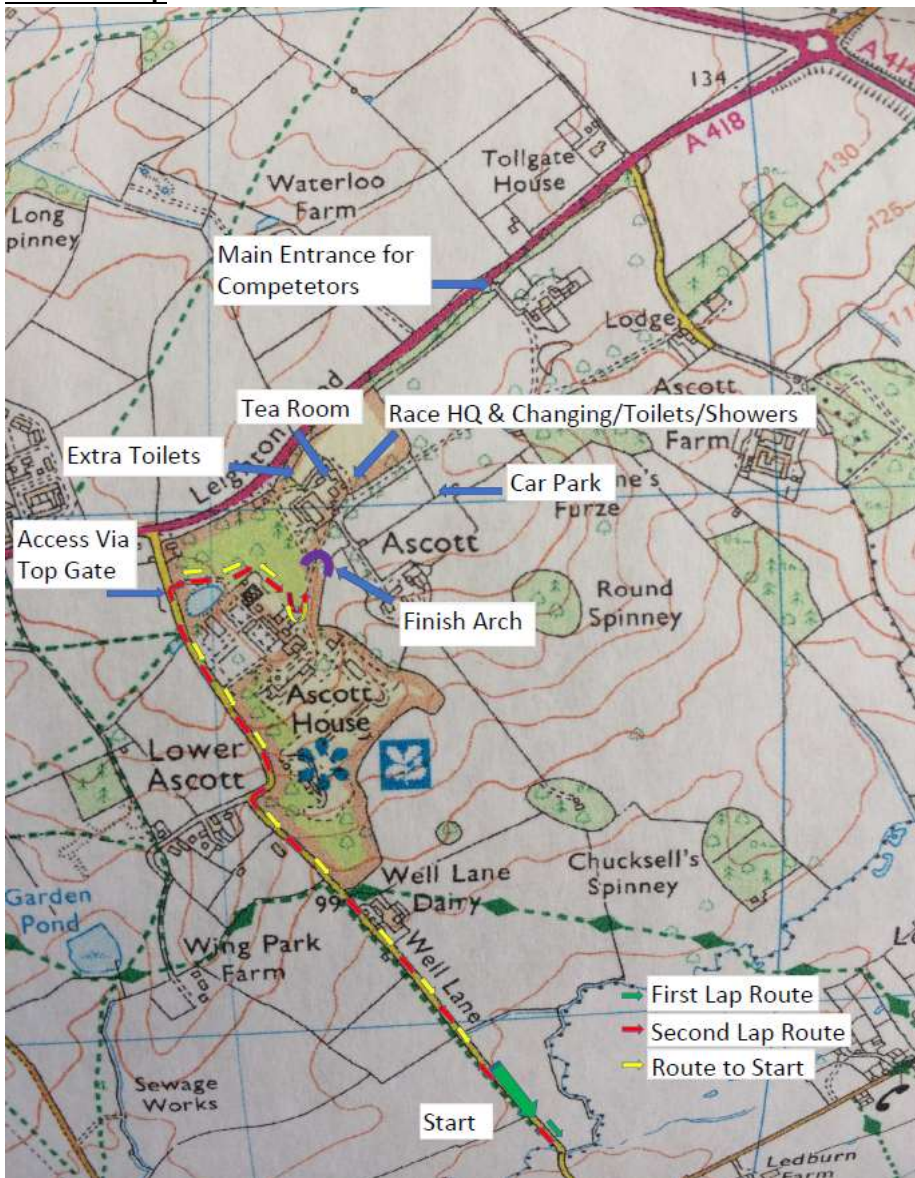 A 418
A 41
134
130
125
Tollgate
House
Waterloo
Farm
Long
pinney
Main Entrance for
Competetors
Lodge
Tea Room
Race HQ & Changing/Toilets/Showers
Ascott
Farm
Extra Toilets
Leighton
Car Park
Furze
Access Via
Top Gate
Ascott
Round
Spinney
Finish Arch
Ascott
House
Lower
Ascott
Well Lane
Dairy
Chucksell's
Spinney
Garden
Pond
99
Wing Park
Farm
Well Lane
First Lap Route
Second Lap Route
Route to Start
Sewage
Works
Start
Ledburn
Farm